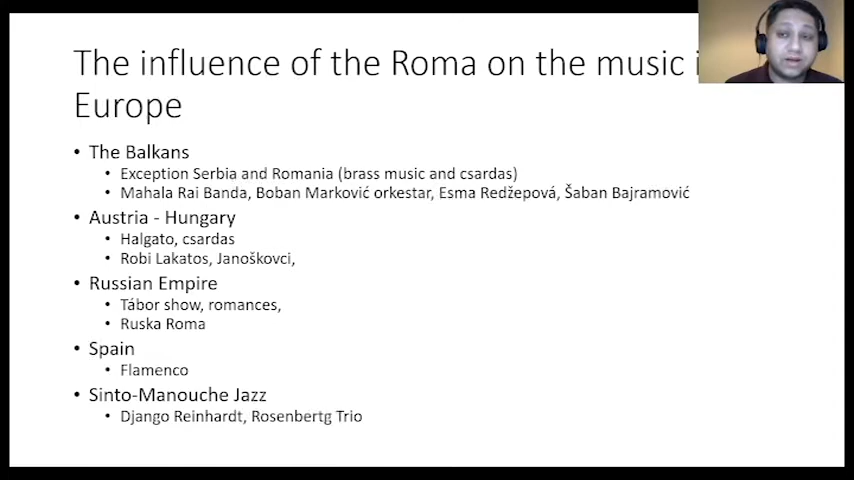 The influence of the Roma on the music
Europe
• The Balkans
• Exception Serbia and Romania (brass music and csardas)
• Mahala Rai Banda, Boban Marković orkestar, Esma Redžepová, Šaban Bajramović
• Austria - Hungary
• Halgato, csardas
• Robi Lakatos, Janoškovci,
• Russian Empire
• Tábor show, romances,
• Ruska Roma
• Spain
• Flamenco
• Sinto-Manouche Jazz
• Django Reinhardt, Rosenbertg Trio